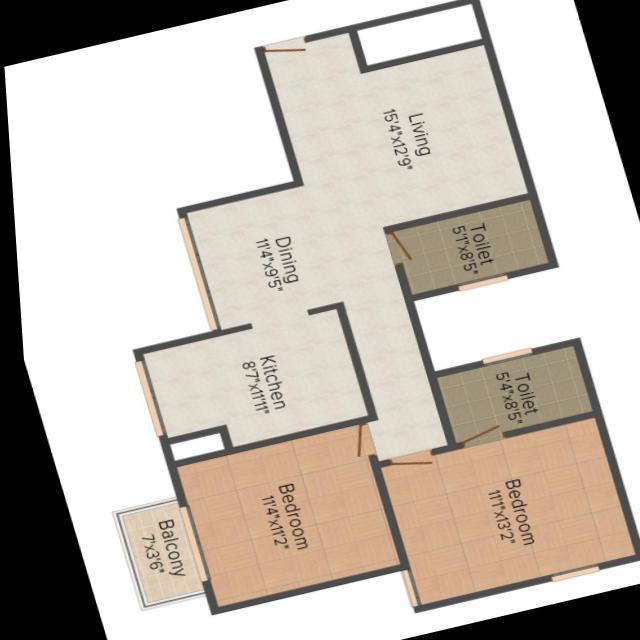 Living
15'4"x12'9"
Toilet
5'1"x8'5"
Dining
11'4"x9'5"
Kitchen
8'7"x11'1"
Toilet
5'4"x8'5"
Bedroom
11'4"x11'2"
Bedroom
11'1"x13'2"
Balcony
7'x3'6"